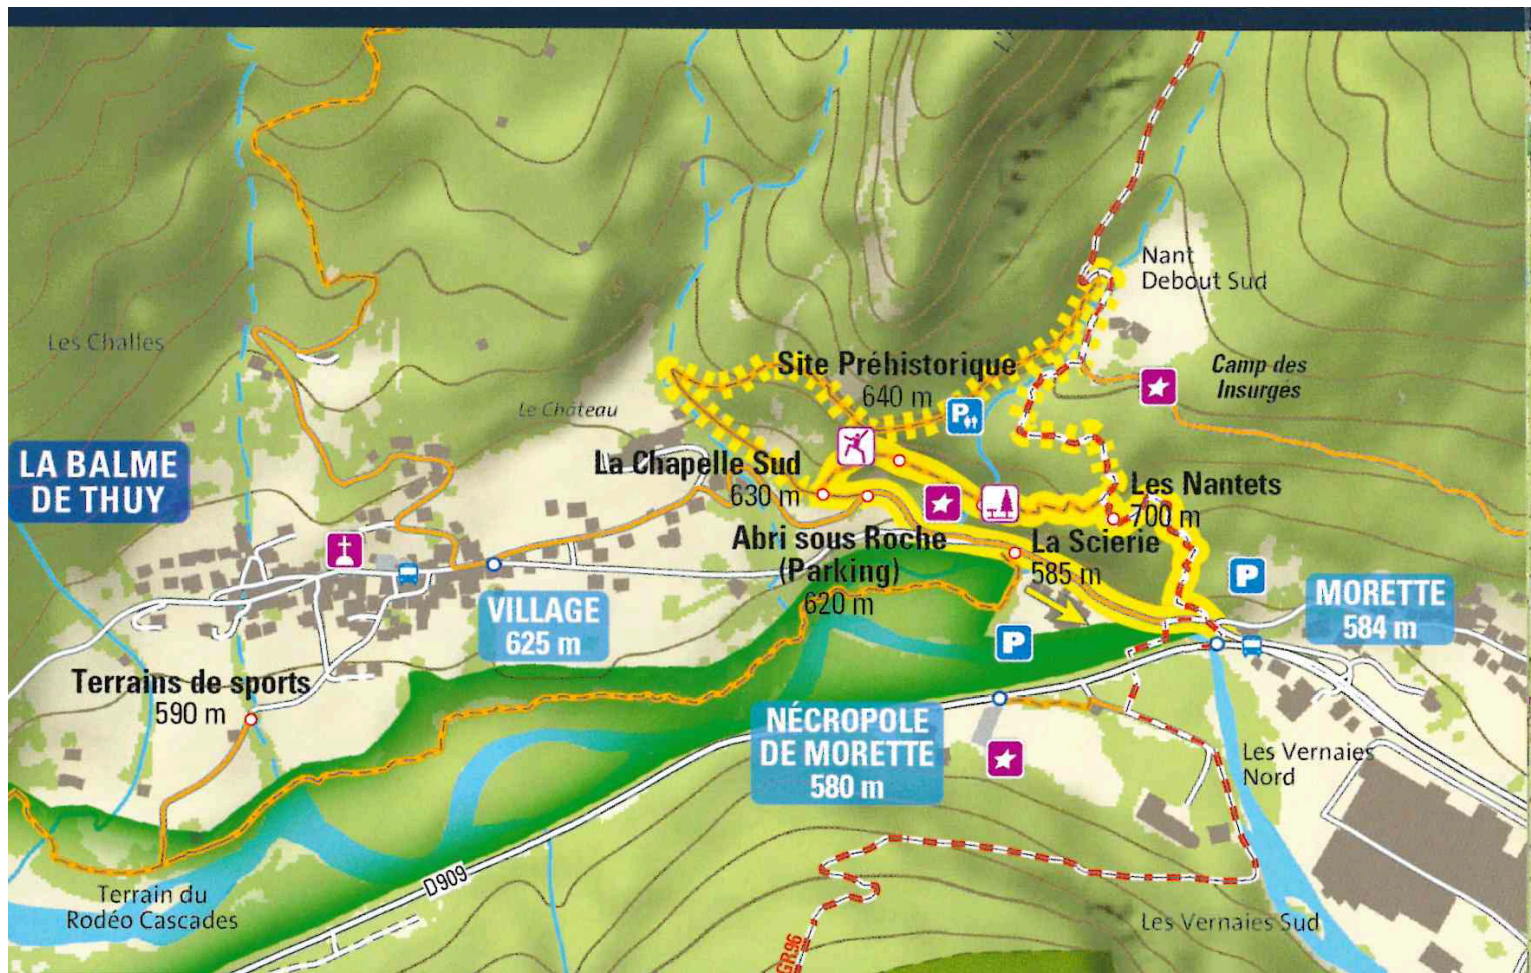 Nant
Debout Sud
Les Challes
Site Préhistorique
640 m
Camp des
Insurgés
Le Château
P
LA BALME
DE THUY
La Chapelle Sud
630 m
Les Nantets
700 m
Abri sous Roche
(Parking)
620 m
La Scierie
585 m
P
MORETTE
584 m
VILLAGE
625 m
P
Terrains de sports
590 m
NÉCROPOLE
DE MORETTE
580 m
Les Vernaies
Nord
D909
Terrain du
Rodéo Cascades
Les Vernaies Sud
GR96